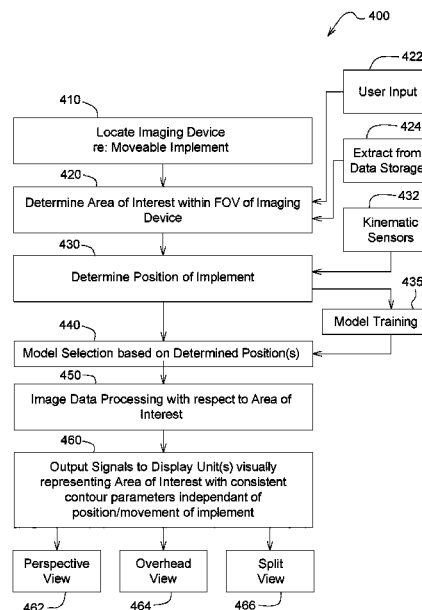 400
422
User Input
410
Locate Imaging Device
re: Moveable Implement
424
Extract from
Data Storage
420
Determine Area of Interest within FOV of Imaging
Device
432
Kinematic
Sensors
430
Determine Position of Implement
435
Model Training
440
Model Selection based on Determined Position(s)
450
Image Data Processing with respect to Area of
Interest
460
Output Signals to Display Unit(s) visually
representing Area of Interest with consistent
contour parameters independant of
position/movement of implement
Perspective
View
Overhead
View
Split
View
462
464
466